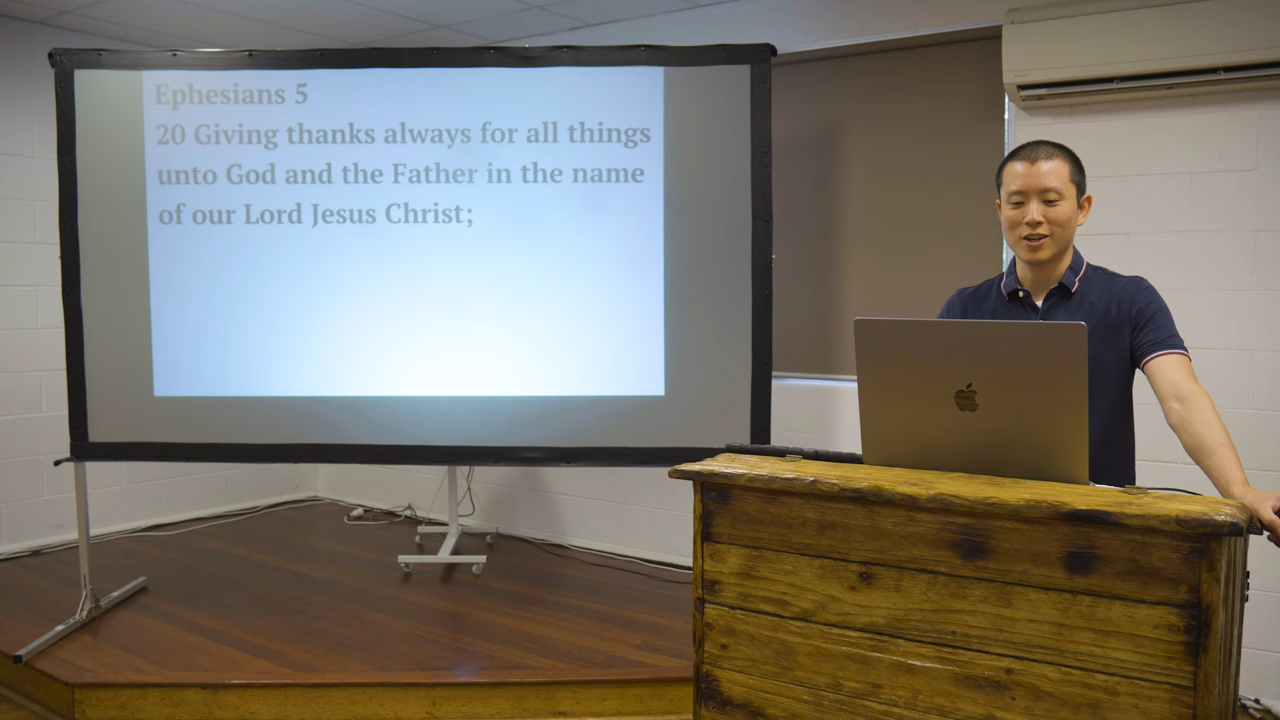 Ephesians 5
20 Giving thanks always for all things
unto God and the Father in the name
of our Lord Jesus Christ;